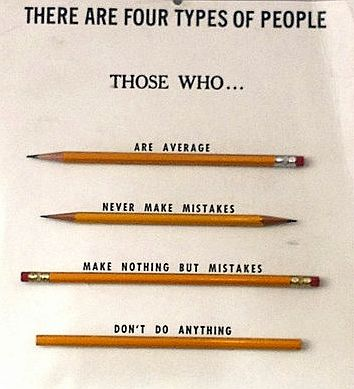 THERE ARE FOUR TYPES OF PEOPLE
THOSE WHO...
ARE AVERAGE
NEVER MAKE MISTAKES
MAKE NOTHING BUT MISTAKES
DON'T DO ANYTHING